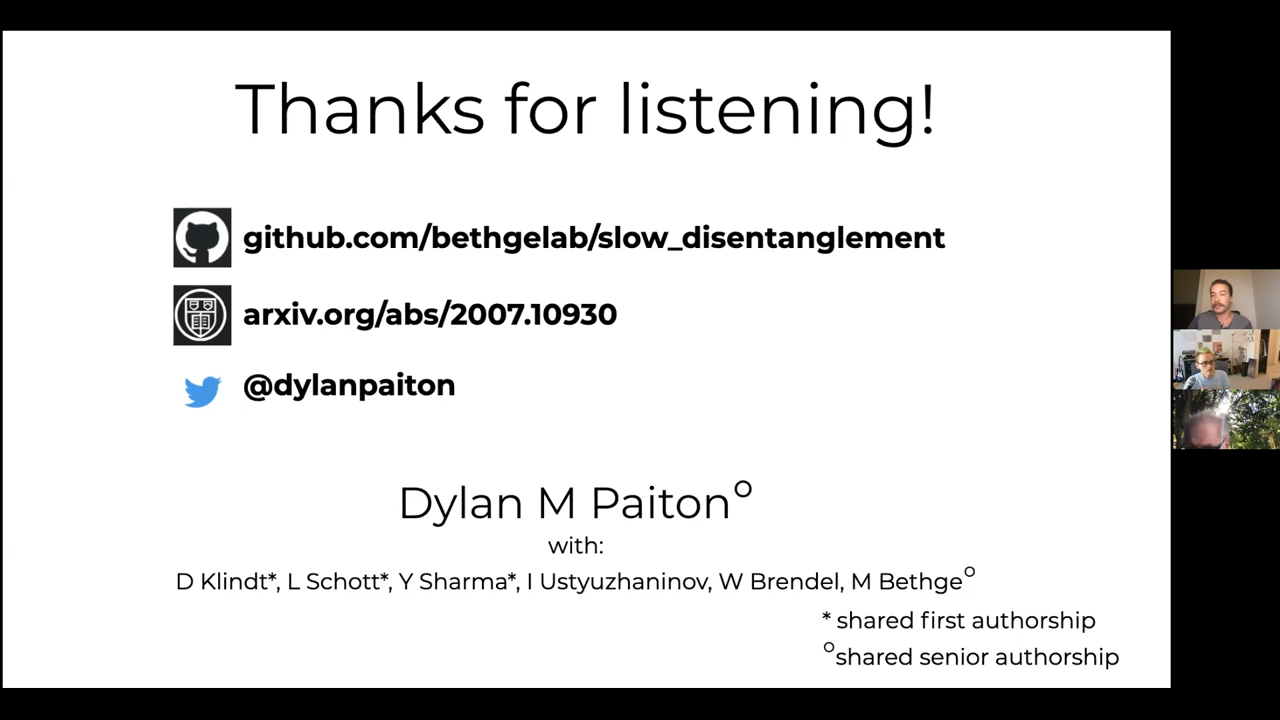 Thanks for listening!
github.com/bethgelab/slow_disentanglement
arxiv.org/abs/2007.10930
@dylanpaiton
Dylan M Paiton°
with:
D Klindt*, L Schott*, Y Sharma*, I Ustyuzhaninov, W Brendel, M Bethge°
* shared first authorship
°shared senior authorship